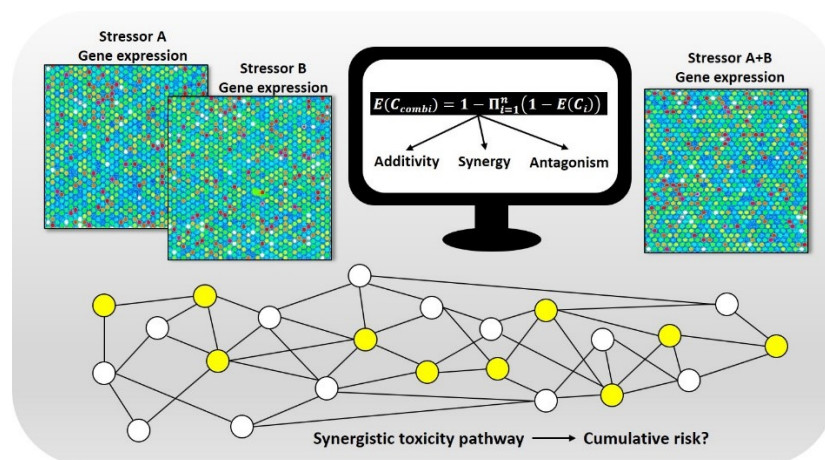 Stressor A
Gene expression
Stressor B
Gene expression
E(C_combi) = 1 − Π_{i=1}^{n}(1 − E(C_i))
Additivity Synergy Antagonism
Stressor A+B
Gene expression
Synergistic toxicity pathway ⟶ Cumulative risk?